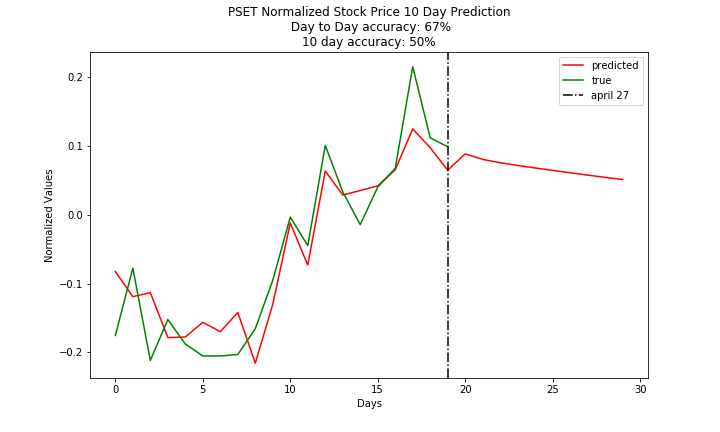 PSET Normalized Stock Price 10 Day Prediction
Day to Day accuracy: 67%
10 day accuracy: 50%
predicted
true
april 27
Normalized Values
0.2
0.1
0.0
−0.1
−0.2
0 5 10 15 20 25 30
Days